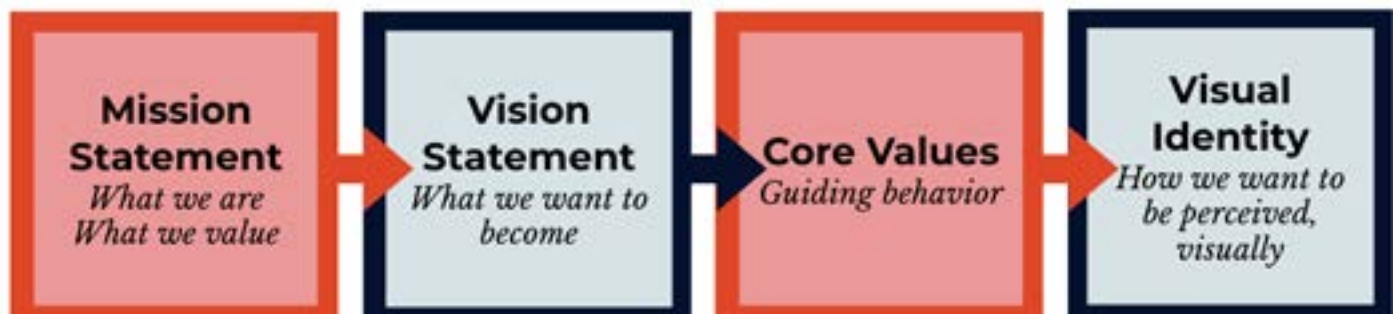 Mission
Statement
What we are
What we value
Vision
Statement
What we want to
become
Core Values
Guiding behavior
Visual
Identity
How we want to
be perceived,
visually